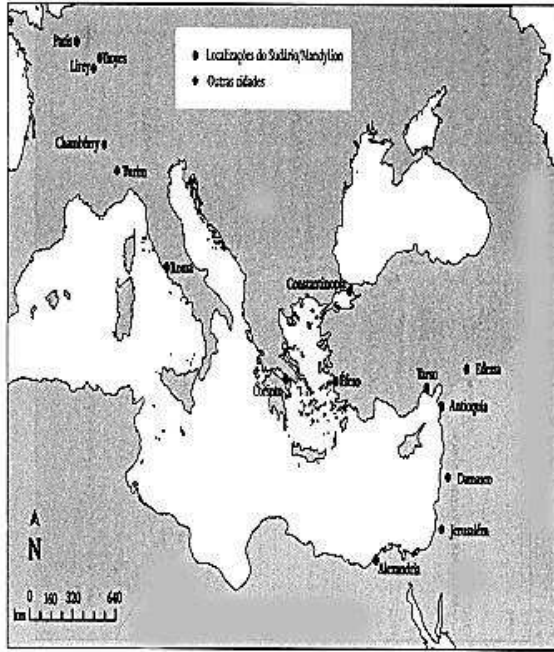 Paris
Troyes
Lirey
Localizações do Sudário/Mandylion
Outras cidades
Chambéry
Turim
Roma
Constantinopla
Corinto
Éfeso
Tarso
Edessa
Antioquia
Damasco
Jerusalém
Alexandria
N
km 0 160 320 640